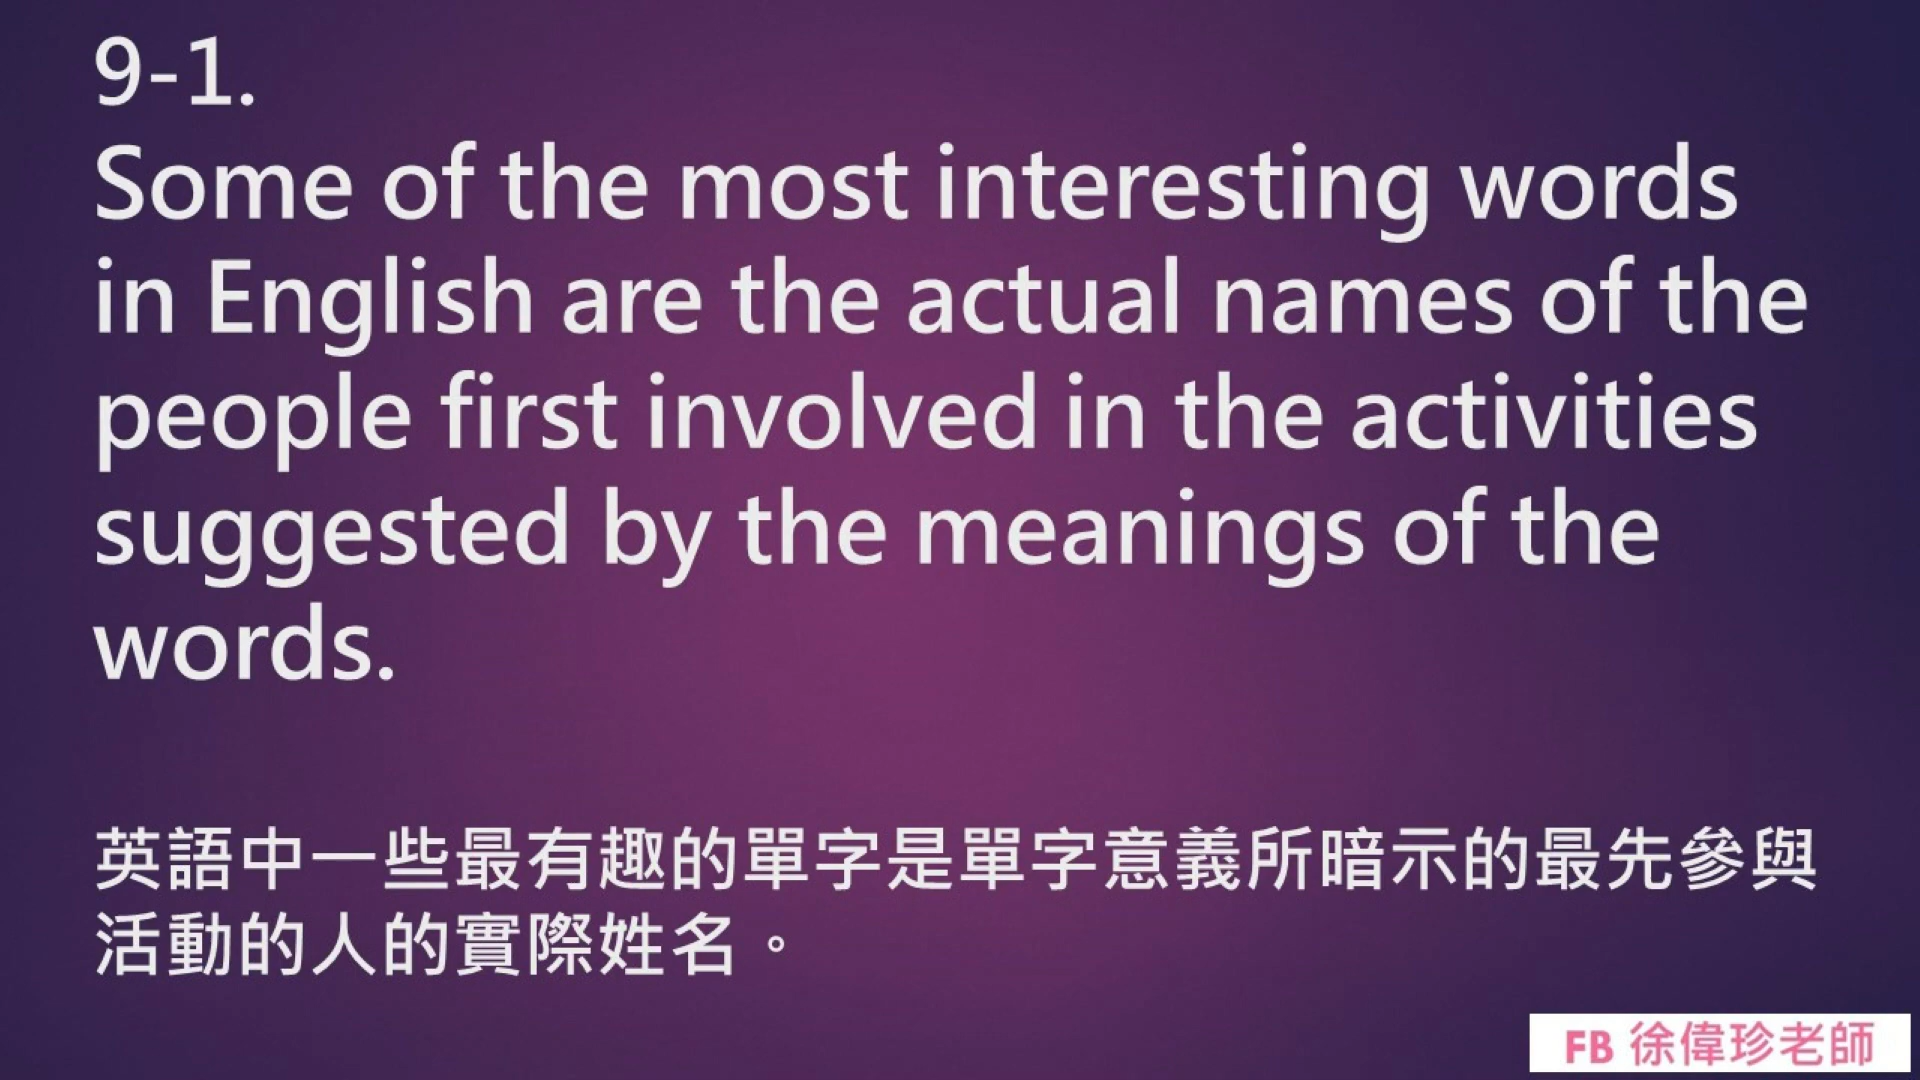 9-1.
Some of the most interesting words
in English are the actual names of the
people first involved in the activities
suggested by the meanings of the
words.
英語中一些最有趣的單字是單字意義所暗示的最先參與
活動的人的實際姓名。
FB 徐偉珍老師